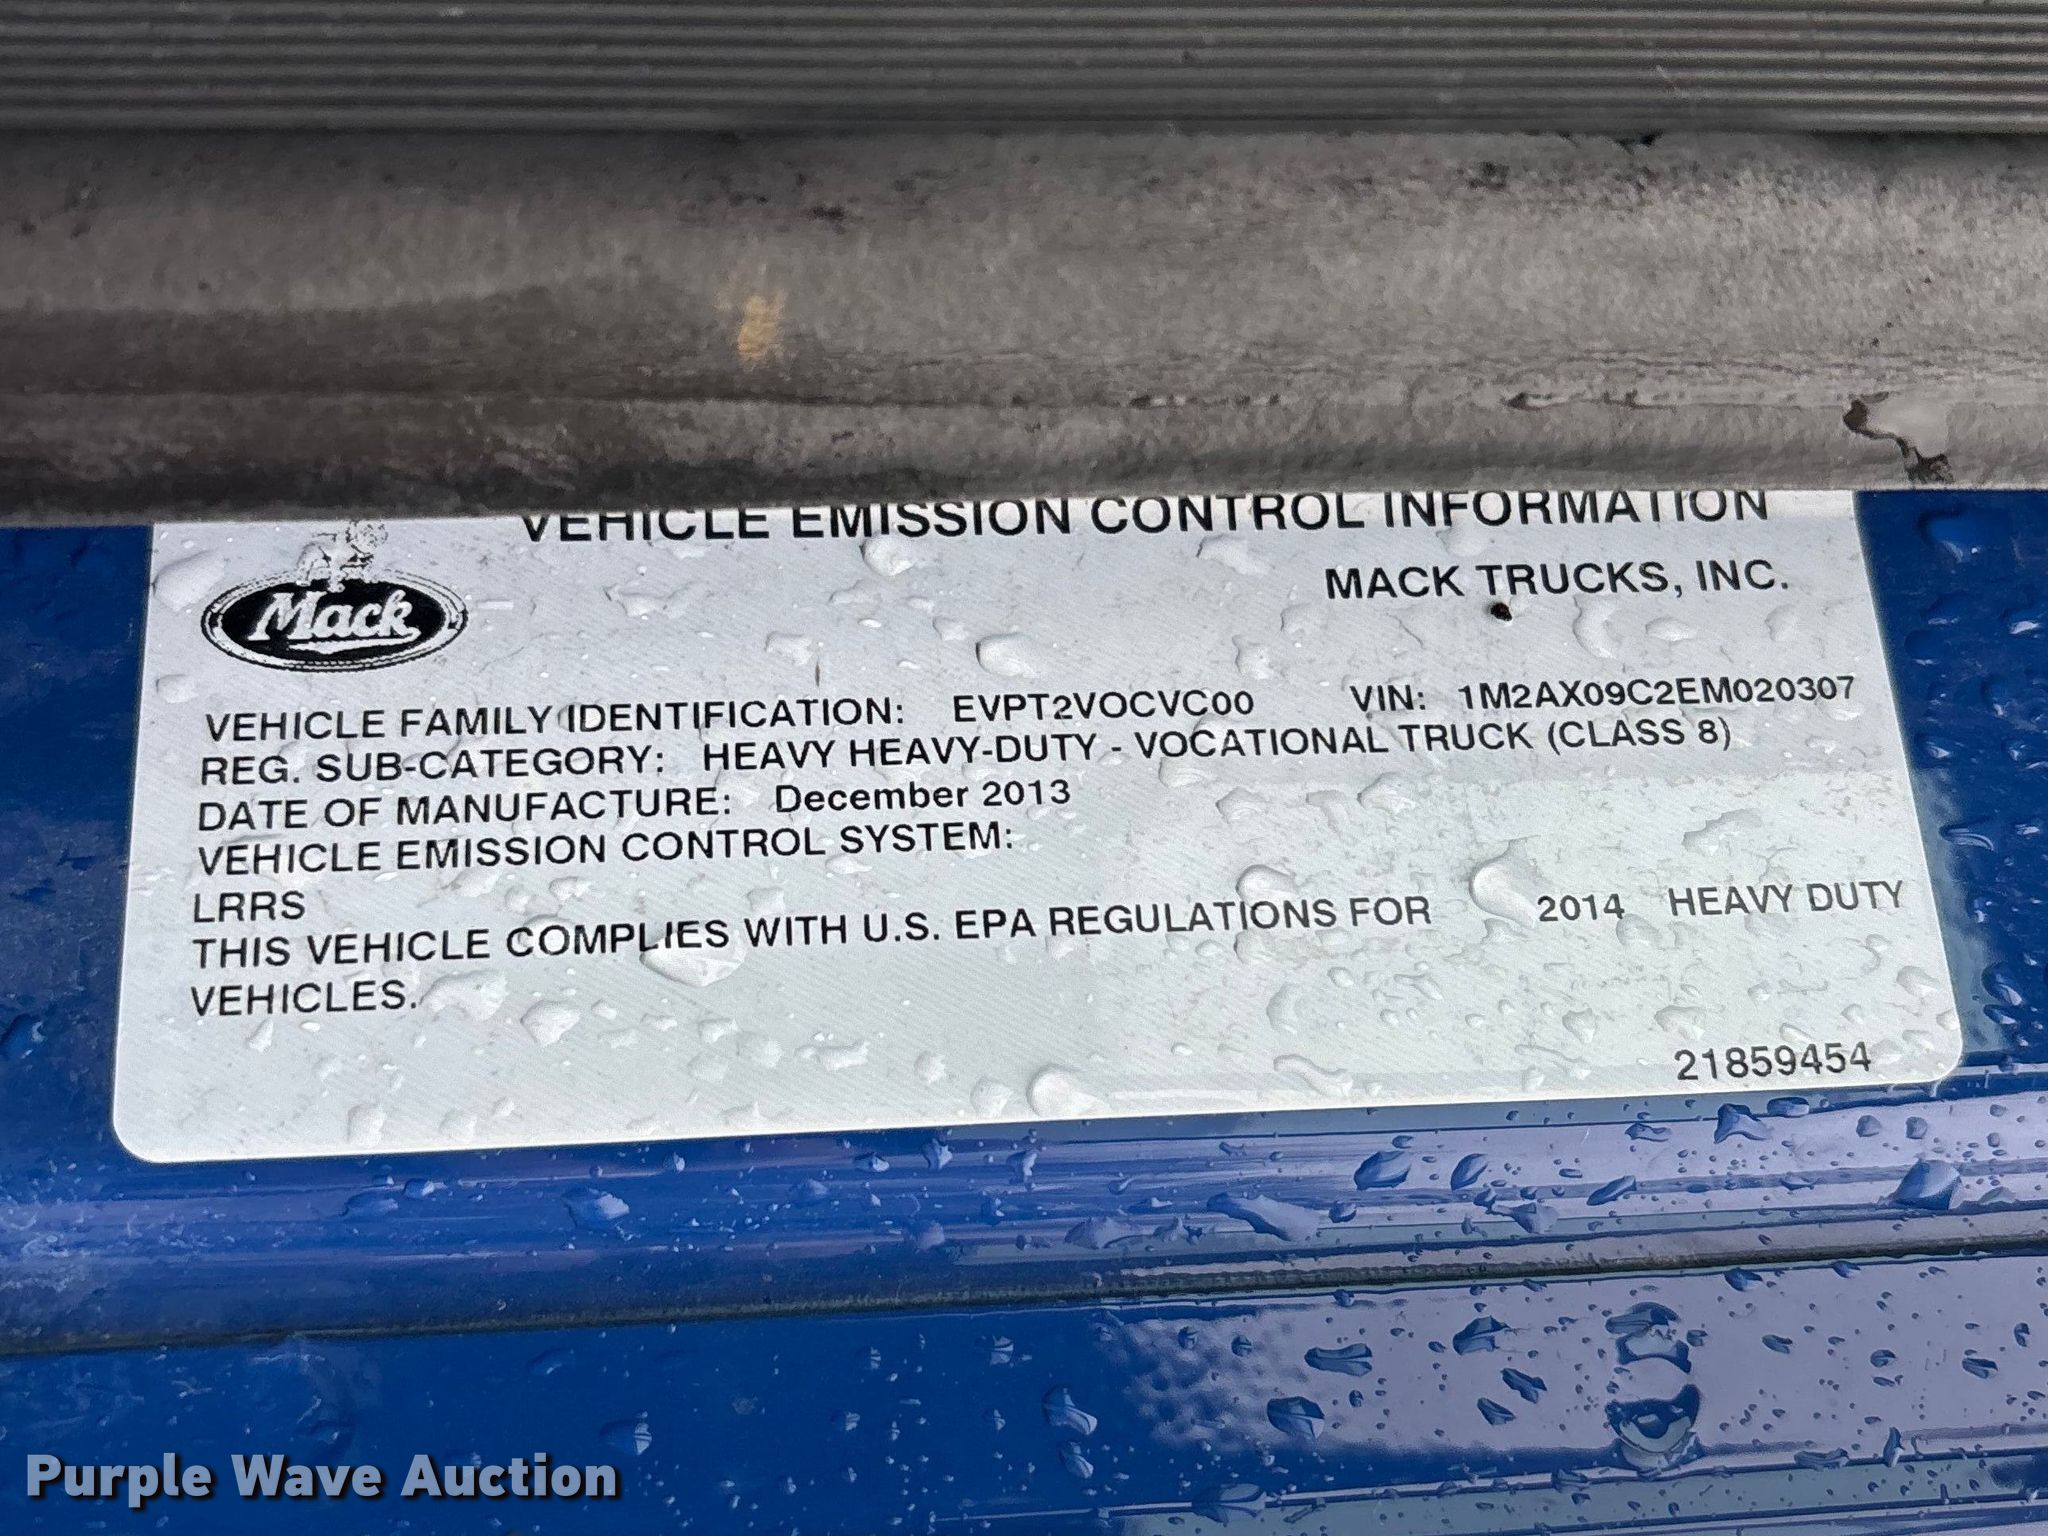 VEHICLE EMISSION CONTROL INFORMATION
Mack
MACK TRUCKS, INC.
VEHICLE FAMILY IDENTIFICATION: EVPT2VOCVC00 VIN: 1M2AX09C2EM020307
REG. SUB-CATEGORY: HEAVY HEAVY-DUTY - VOCATIONAL TRUCK (CLASS 8)
DATE OF MANUFACTURE: December 2013
VEHICLE EMISSION CONTROL SYSTEM:
LRRS
THIS VEHICLE COMPLIES WITH U.S. EPA REGULATIONS FOR 2014 HEAVY DUTY
VEHICLES.
21859454
Purple Wave Auction